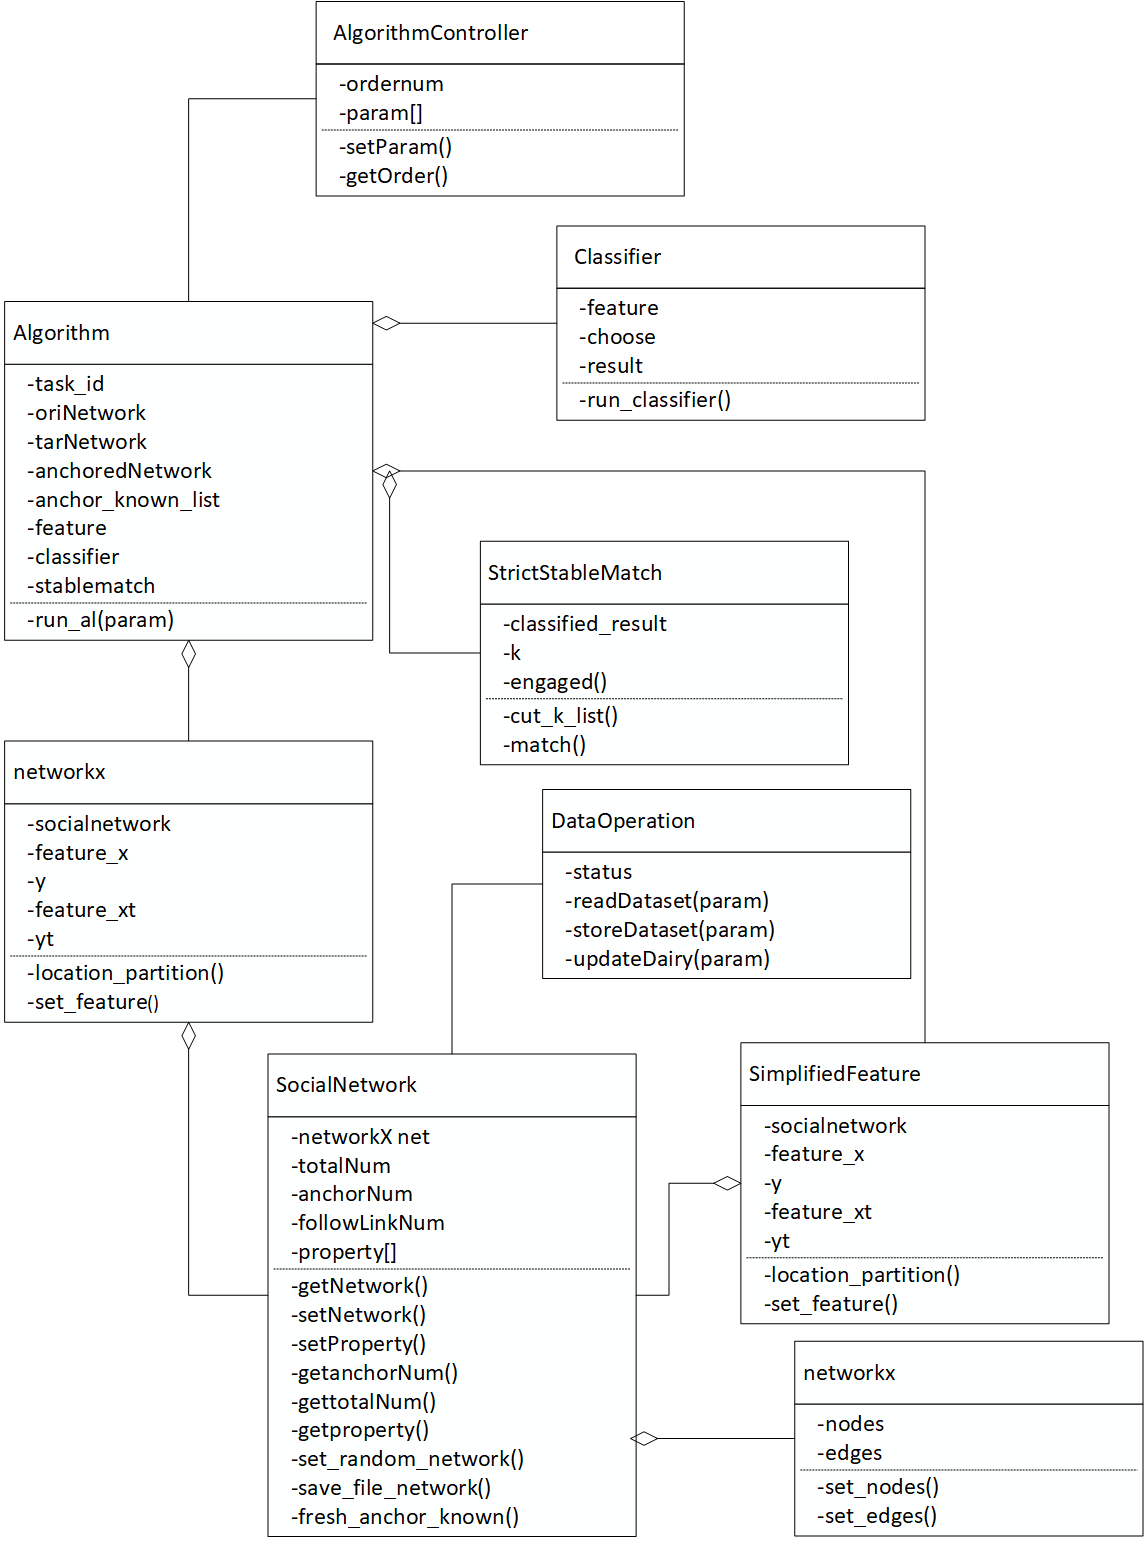 AlgorithmController
-ordernum
-param[]
-setParam()
-getOrder()
Classifier
-feature
-choose
-result
-run_classifier()
Algorithm
-task_id
-oriNetwork
-tarNetwork
-anchoredNetwork
-anchor_known_list
-feature
-classifier
-stablematch
-run_al(param)
StrictStableMatch
-classified_result
-k
-engaged()
-cut_k_list()
-match()
networkx
-socialnetwork
-feature_x
-y
-feature_xt
-yt
-location_partition()
-set_feature()
DataOperation
-status
-readDataset(param)
-storeDataset(param)
-updateDairy(param)
SocialNetwork
-networkX net
-totalNum
-anchorNum
-followLinkNum
-property[]
-getNetwork()
-setNetwork()
-setProperty()
-getanchorNum()
-gettotalNum()
-getproperty()
-set_random_network()
-save_file_network()
-fresh_anchor_known()
SimplifiedFeature
-socialnetwork
-feature_x
-y
-feature_xt
-yt
-location_partition()
-set_feature()
networkx
-nodes
-edges
-set_nodes()
-set_edges()